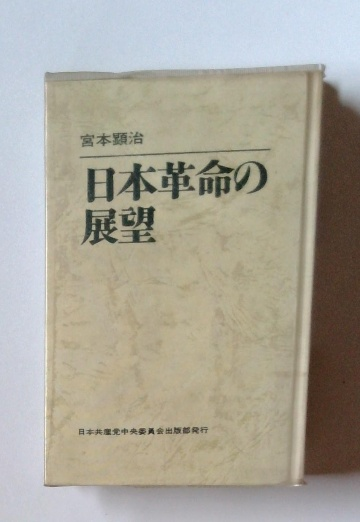 宮本顕治
日本革命の
展望
日本共産党中央委員会出版部発行